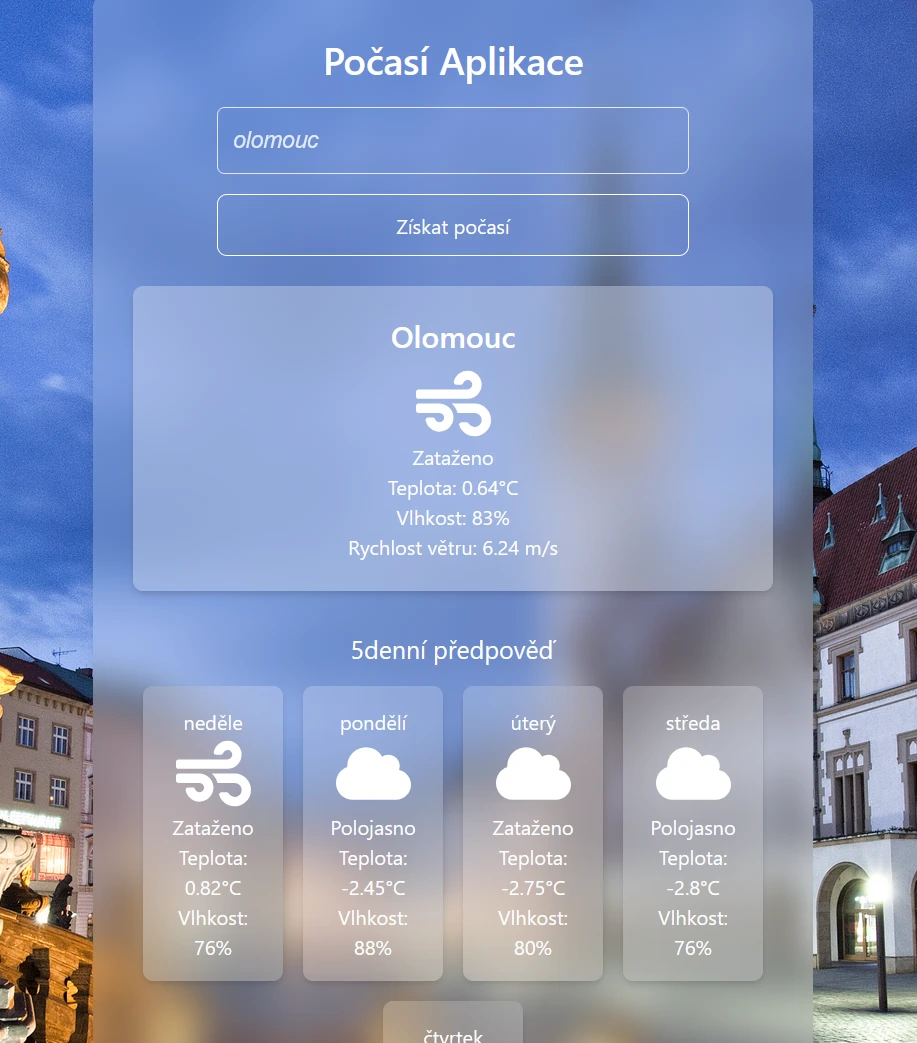 Počasí Aplikace
olomouc
Získat počasí
Olomouc
Zataženo
Teplota: 0.64°C
Vlhkost: 83%
Rychlost větru: 6.24 m/s
5denní předpověď
neděle
Zataženo
Teplota:
0.82°C
Vlhkost:
76%
pondělí
Polojasno
Teplota:
-2.45°C
Vlhkost:
88%
úterý
Zataženo
Teplota:
-2.75°C
Vlhkost:
80%
středa
Polojasno
Teplota:
-2.8°C
Vlhkost:
76%
čtvrtek